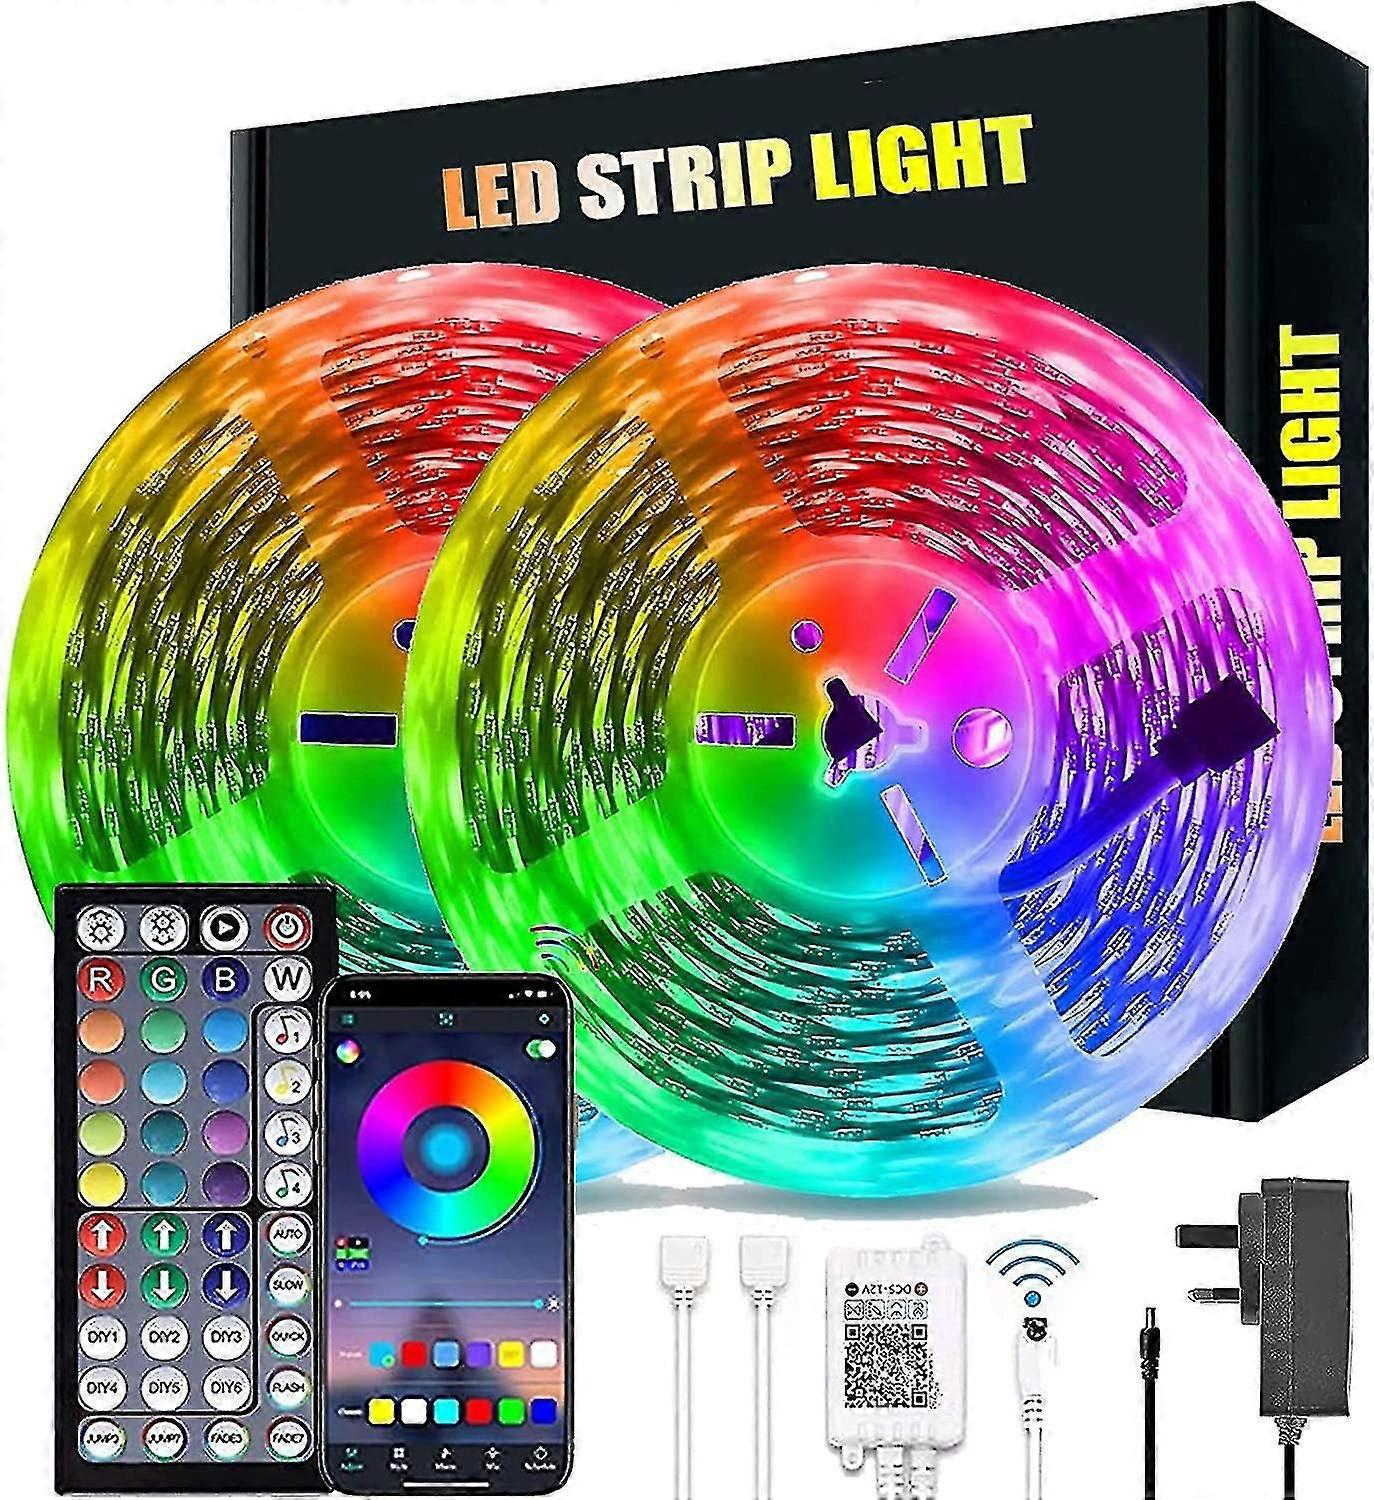 LED STRIP LIGHT
LED STRIP LIGHT
R G B W
1
2
3
4
AUTO
SLOW
DIY1 DIY2 DIY3 QUICK
DIY4 DIY5 DIY6 FLASH
JUMP3 JUMP7 FADE3 FADE7
DC5-12V